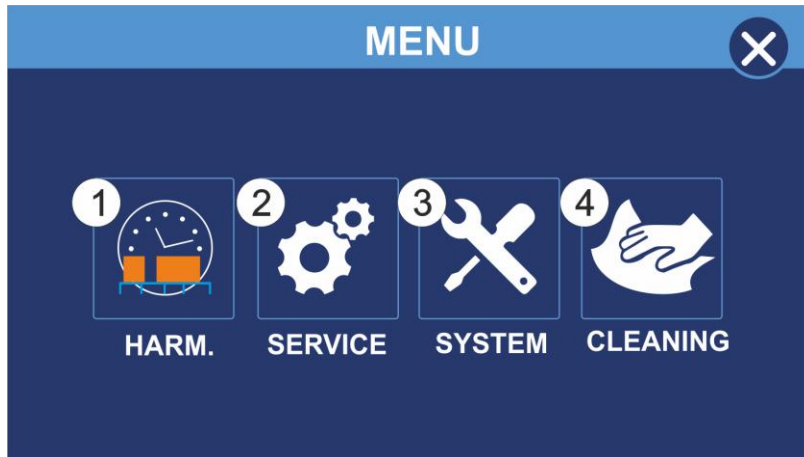 MENU
1
2
3
4
HARM.
SERVICE
SYSTEM
CLEANING